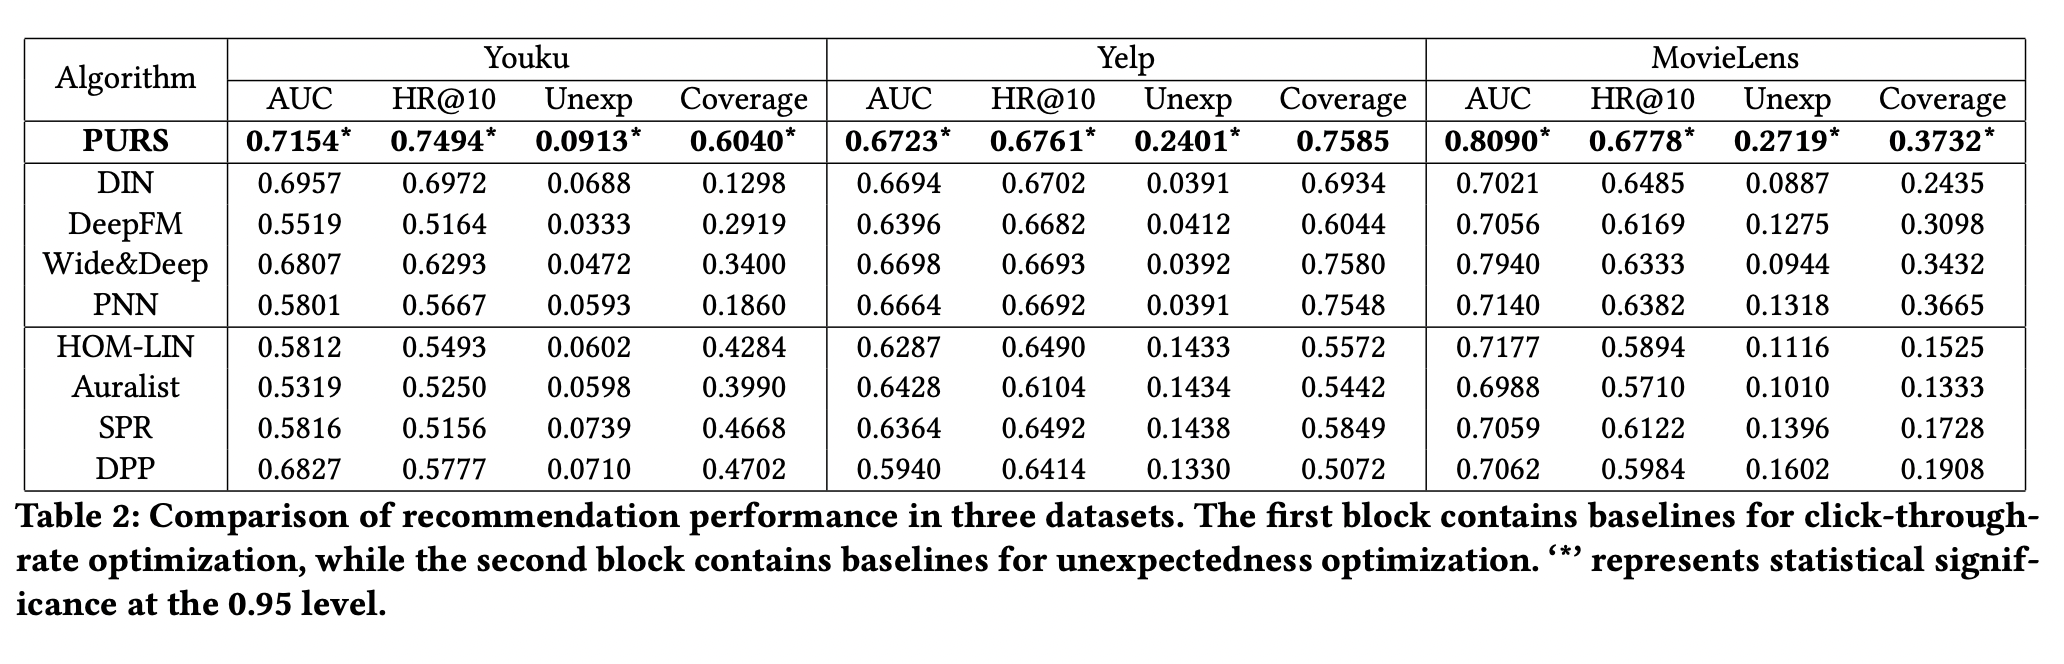 Algorithm Youku Yelp MovieLens
AUC HR@10 Unexp Coverage AUC HR@10 Unexp Coverage AUC HR@10 Unexp Coverage
PURS 0.7154* 0.7494* 0.0913* 0.6040* 0.6723* 0.6761* 0.2401* 0.7585 0.8090* 0.6778* 0.2719* 0.3732*
DIN 0.6957 0.6972 0.0688 0.1298 0.6694 0.6702 0.0391 0.6934 0.7021 0.6485 0.0887 0.2435
DeepFM 0.5519 0.5164 0.0333 0.2919 0.6396 0.6682 0.0412 0.6044 0.7056 0.6169 0.1275 0.3098
Wide&Deep 0.6807 0.6293 0.0472 0.3400 0.6698 0.6693 0.0392 0.7580 0.7940 0.6333 0.0944 0.3432
PNN 0.5801 0.5667 0.0593 0.1860 0.6664 0.6692 0.0391 0.7548 0.7140 0.6382 0.1318 0.3665
HOM-LIN 0.5812 0.5493 0.0602 0.4284 0.6287 0.6490 0.1433 0.5572 0.7177 0.5894 0.1116 0.1525
Auralist 0.5319 0.5250 0.0598 0.3990 0.6428 0.6104 0.1434 0.5442 0.6988 0.5710 0.1010 0.1333
SPR 0.5816 0.5156 0.0739 0.4668 0.6364 0.6492 0.1438 0.5849 0.7059 0.6122 0.1396 0.1728
DPP 0.6827 0.5777 0.0710 0.4702 0.5940 0.6414 0.1330 0.5072 0.7062 0.5984 0.1602 0.1908
Table 2: Comparison of recommendation performance in three datasets. The first block contains baselines for click-through-
rate optimization, while the second block contains baselines for unexpectedness optimization. ‘*’ represents statistical signif-
icance at the 0.95 level.